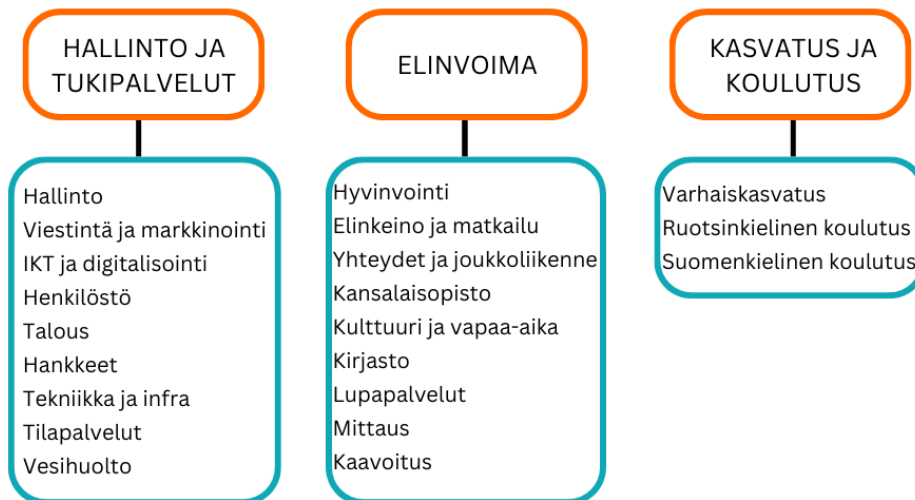 HALLINTO JA
TUKIPALVELUT
Hallinto
Viestintä ja markkinointi
IKT ja digitalisointi
Henkilöstö
Talous
Hankkeet
Tekniikka ja infra
Tilapalvelut
Vesihuolto
ELINVOIMA
Hyvinvointi
Elinkeino ja matkailu
Yhteydet ja joukkoliikenne
Kansalaisopisto
Kulttuuri ja vapaa-aika
Kirjasto
Lupapalvelut
Mittaus
Kaavoitus
KASVATUS JA
KOULUTUS
Varhaiskasvatus
Ruotsinkielinen koulutus
Suomenkielinen koulutus